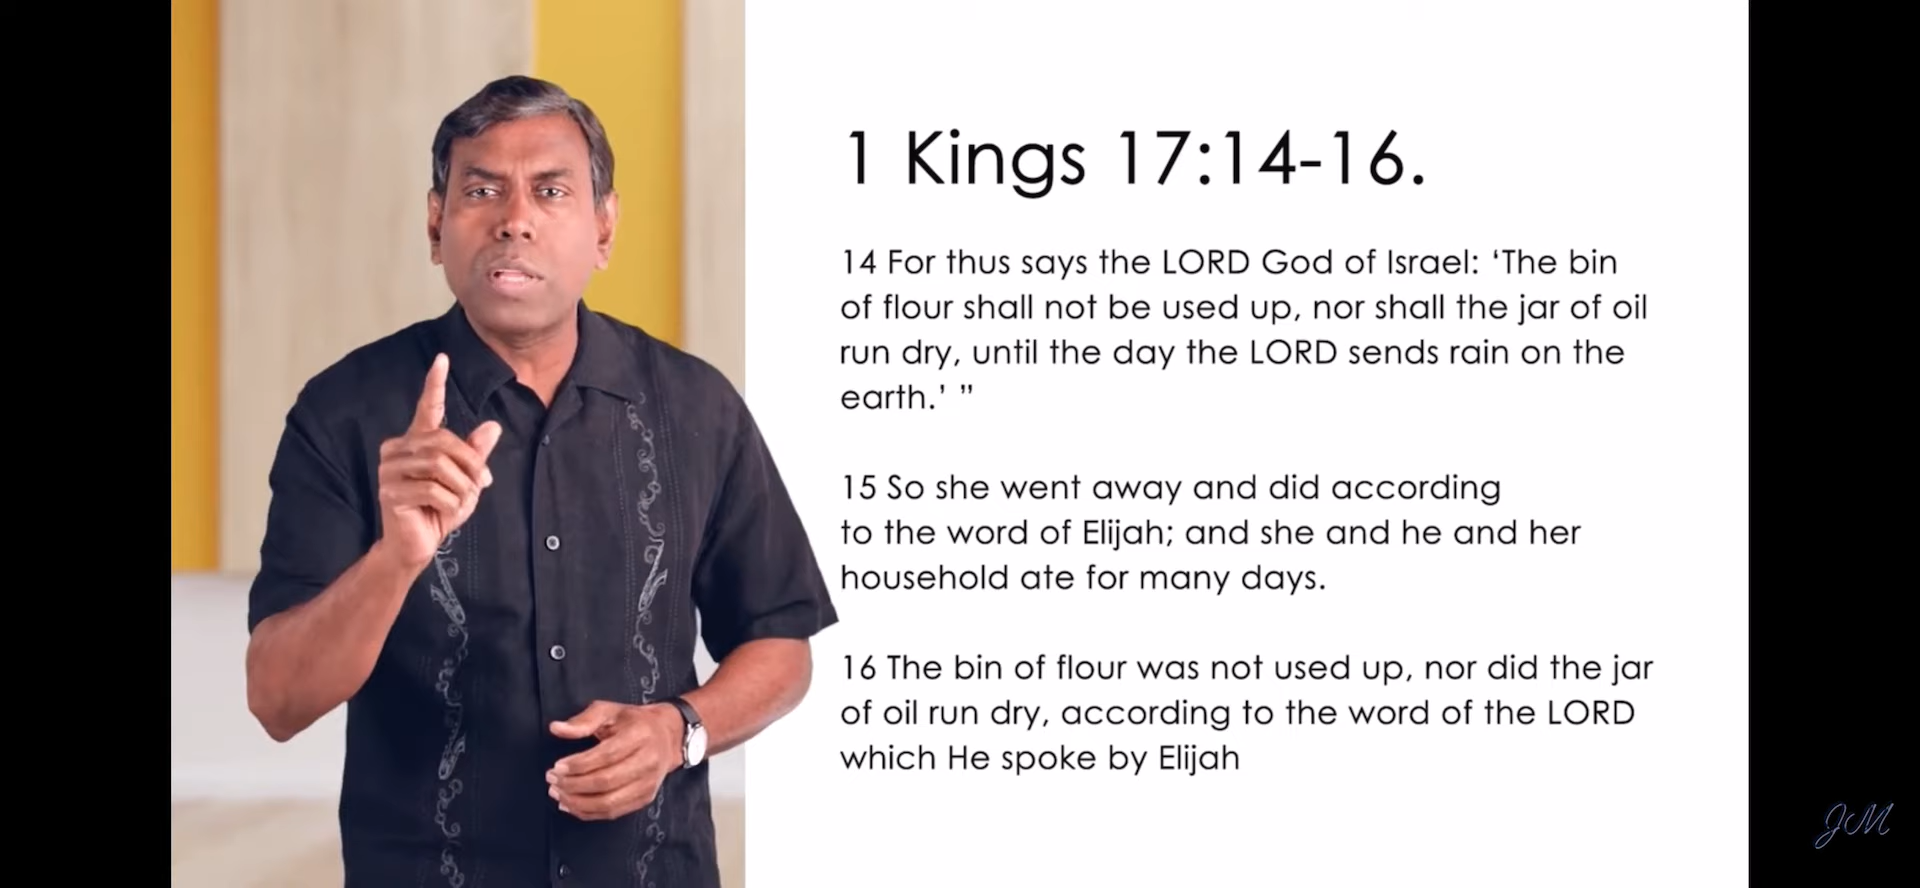 1 Kings 17:14-16.
14 For thus says the LORD God of Israel: ‘The bin
of flour shall not be used up, nor shall the jar of oil
run dry, until the day the LORD sends rain on the
earth.’ ”
15 So she went away and did according
to the word of Elijah; and she and he and her
household ate for many days.
16 The bin of flour was not used up, nor did the jar
of oil run dry, according to the word of the LORD
which He spoke by Elijah
JM